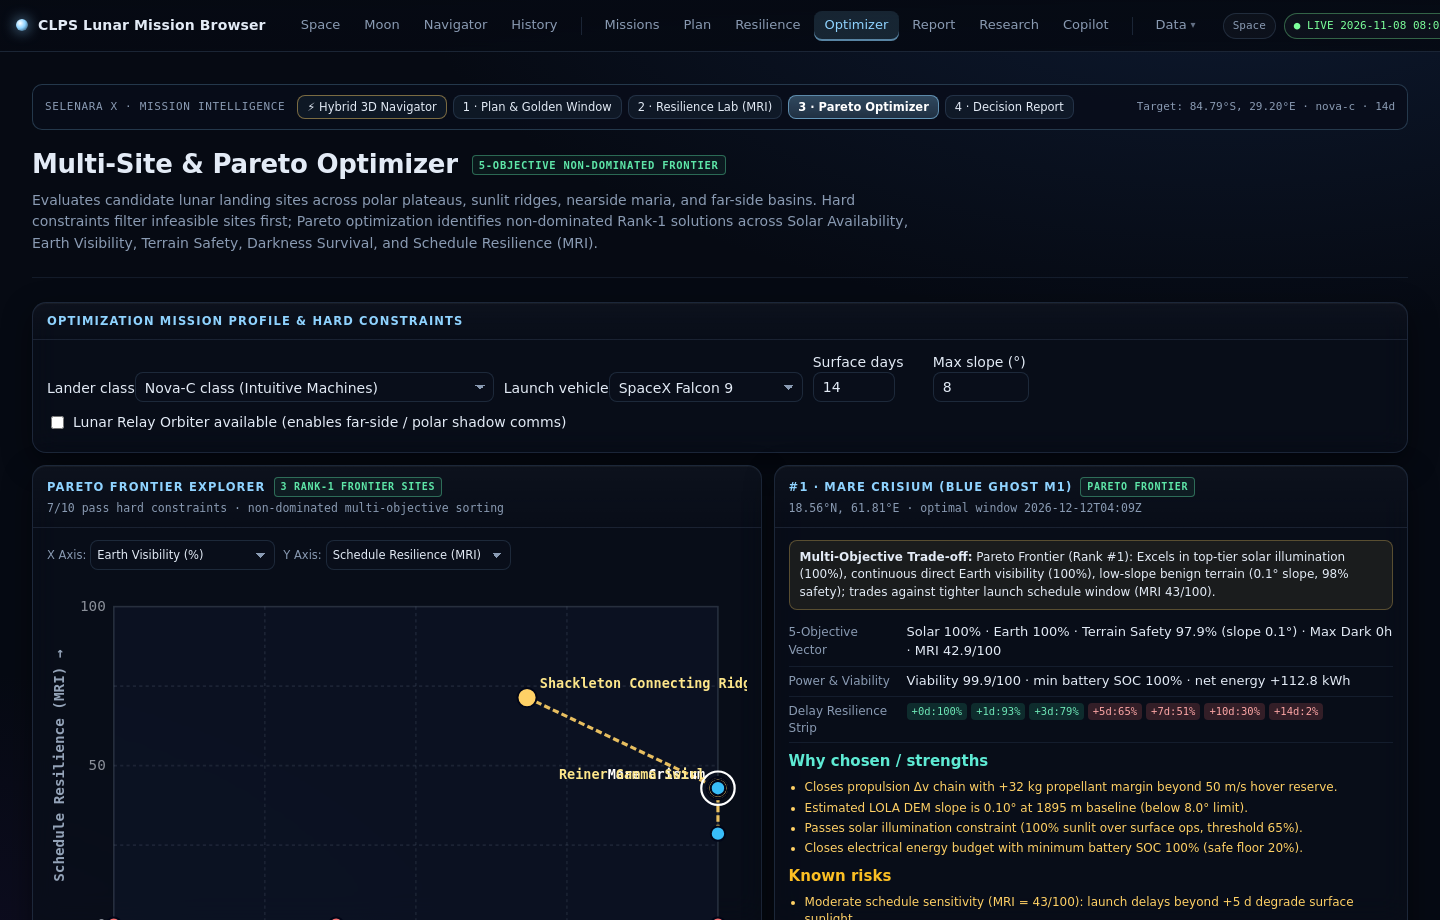 CLPS Lunar Mission Browser Space Moon Navigator History Missions Plan Resilience Optimizer Report Research Copilot Data ▾ Space ● LIVE 2026-11-08 08:0
SELENARA X · MISSION INTELLIGENCE ⚡ Hybrid 3D Navigator 1 · Plan & Golden Window 2 · Resilience Lab (MRI) 3 · Pareto Optimizer 4 · Decision Report Target: 84.79°S, 29.20°E · nova-c · 14d
Multi-Site & Pareto Optimizer 5-OBJECTIVE NON-DOMINATED FRONTIER
Evaluates candidate lunar landing sites across polar plateaus, sunlit ridges, nearside maria, and far-side basins. Hard
constraints filter infeasible sites first; Pareto optimization identifies non-dominated Rank-1 solutions across Solar Availability,
Earth Visibility, Terrain Safety, Darkness Survival, and Schedule Resilience (MRI).
OPTIMIZATION MISSION PROFILE & HARD CONSTRAINTS
Surface days Max slope (°)
Lander class Nova-C class (Intuitive Machines) Launch vehicle SpaceX Falcon 9 14 8
Lunar Relay Orbiter available (enables far-side / polar shadow comms)
PARETO FRONTIER EXPLORER 3 RANK-1 FRONTIER SITES
7/10 pass hard constraints · non-dominated multi-objective sorting
X Axis: Earth Visibility (%) Y Axis: Schedule Resilience (MRI)
100
Schedule Resilience (MRI) →
Shackleton Connecting Ridg
50
Reiner Gamma
Mare Crisium
#1 · MARE CRISIUM (BLUE GHOST M1) PARETO FRONTIER
18.56°N, 61.81°E · optimal window 2026-12-12T04:09Z
Multi-Objective Trade-off: Pareto Frontier (Rank #1): Excels in top-tier solar illumination
(100%), continuous direct Earth visibility (100%), low-slope benign terrain (0.1° slope, 98%
safety); trades against tighter launch schedule window (MRI 43/100).
5-Objective Vector Solar 100% · Earth 100% · Terrain Safety 97.9% (slope 0.1°) · Max Dark 0h
· MRI 42.9/100
Power & Viability Viability 99.9/100 · min battery SOC 100% · net energy +112.8 kWh
Delay Resilience Strip +0d:100% +1d:93% +3d:79% +5d:65% +7d:51% +10d:30% +14d:2%
Why chosen / strengths
• Closes propulsion Δv chain with +32 kg propellant margin beyond 50 m/s hover reserve.
• Estimated LOLA DEM slope is 0.10° at 1895 m baseline (below 8.0° limit).
• Passes solar illumination constraint (100% sunlit over surface ops, threshold 65%).
• Closes electrical energy budget with minimum battery SOC 100% (safe floor 20%).
Known risks
• Moderate schedule sensitivity (MRI = 43/100): launch delays beyond +5 d degrade surface
sunlight